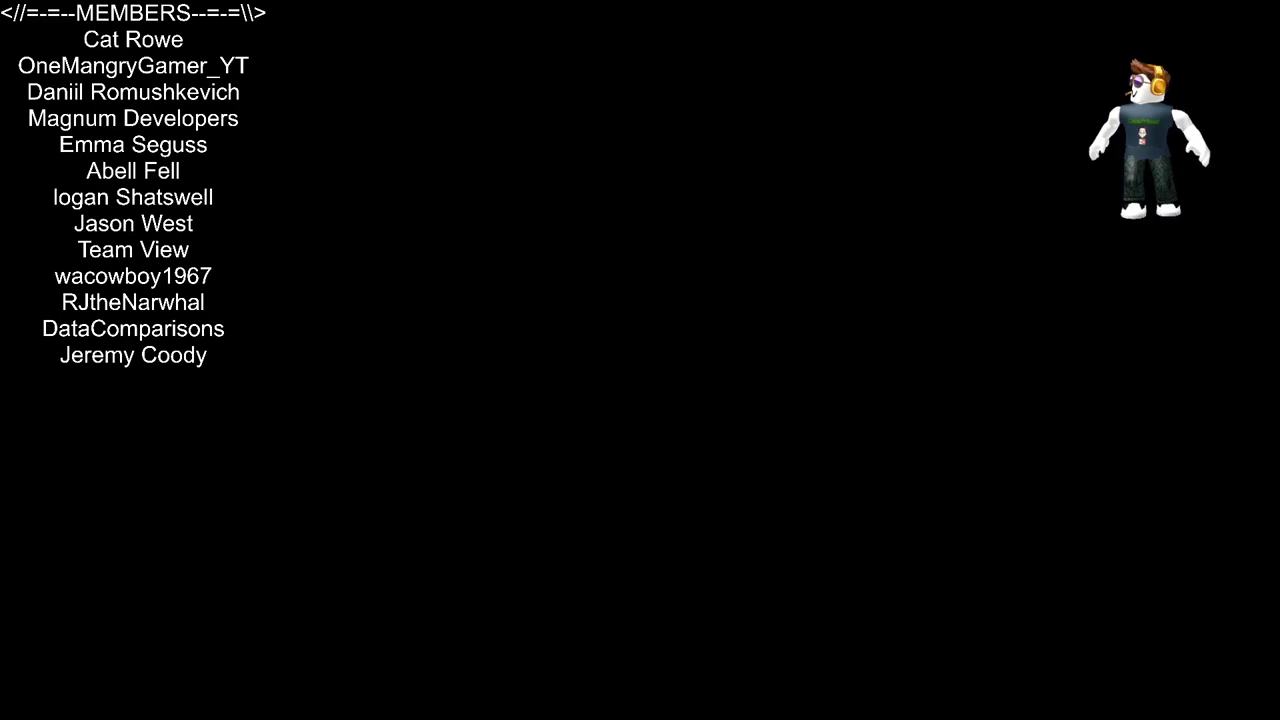 <//=-=--MEMBERS--=-=\\>
Cat Rowe
OneMangryGamer_YT
Daniil Romushkevich
Magnum Developers
Emma Seguss
Abell Fell
logan Shatswell
Jason West
Team View
wacowboy1967
RJtheNarwhal
DataComparisons
Jeremy Coody